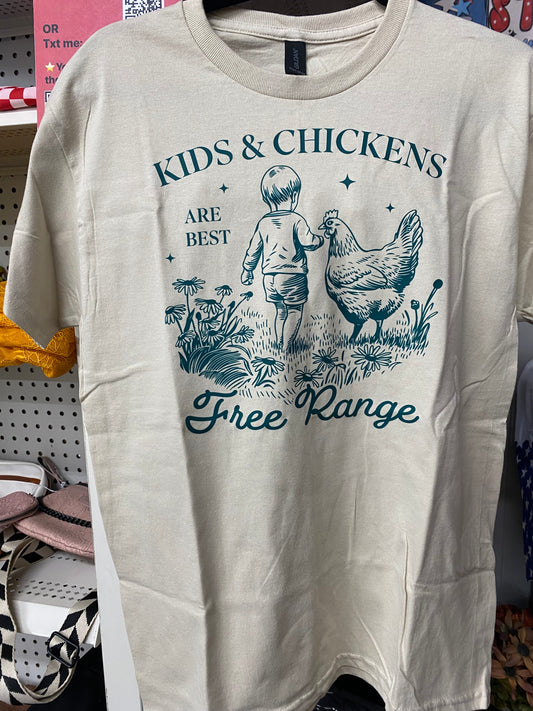 OR
Txt me:
KIDS & CHICKENS
ARE
BEST
Free Range